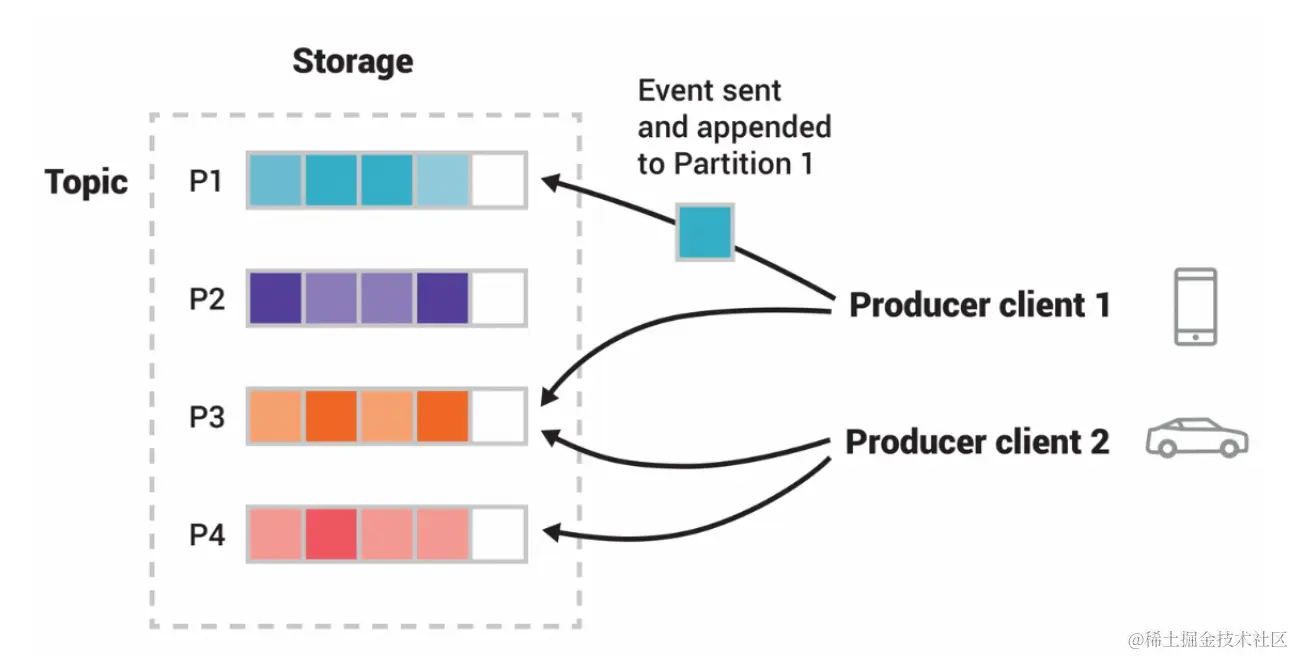 Storage
Event sent
and appended
to Partition 1
Topic
P1
P2
Producer client 1
P3
Producer client 2
P4
@稀土掘金技术社区